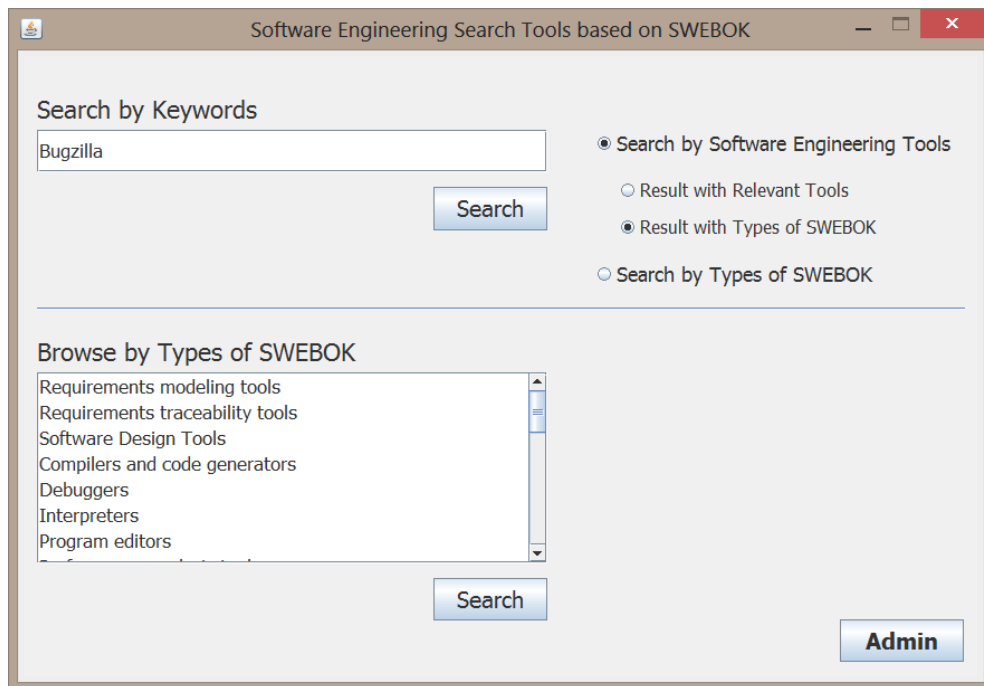 Software Engineering Search Tools based on SWEBOK
Search by Keywords
Bugzilla
Search
Search by Software Engineering Tools
Result with Relevant Tools
Result with Types of SWEBOK
Search by Types of SWEBOK
Browse by Types of SWEBOK
Requirements modeling tools
Requirements traceability tools
Software Design Tools
Compilers and code generators
Debuggers
Interpreters
Program editors
Search
Admin